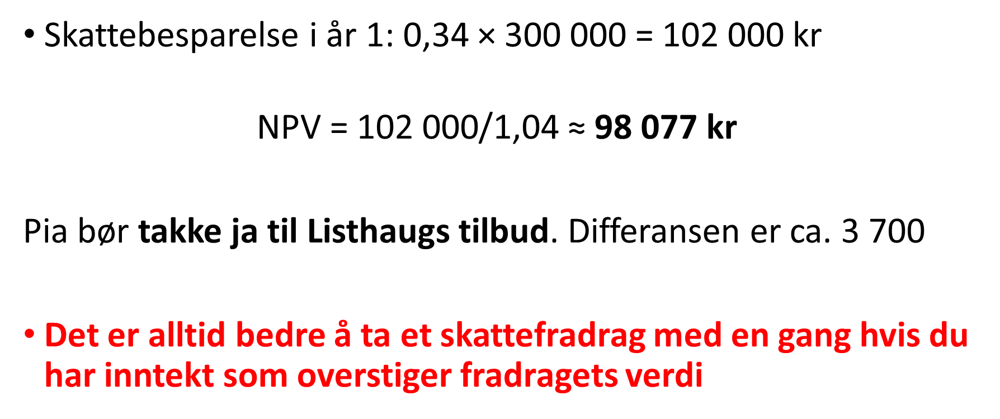 • Skattebesparelse i år 1: 0,34 × 300 000 = 102 000 kr
NPV = 102 000/1,04 ≈ 98 077 kr
Pia bør takke ja til Listhaugs tilbud. Differansen er ca. 3 700
• Det er alltid bedre å ta et skattefradrag med en gang hvis du
har inntekt som overstiger fradragets verdi